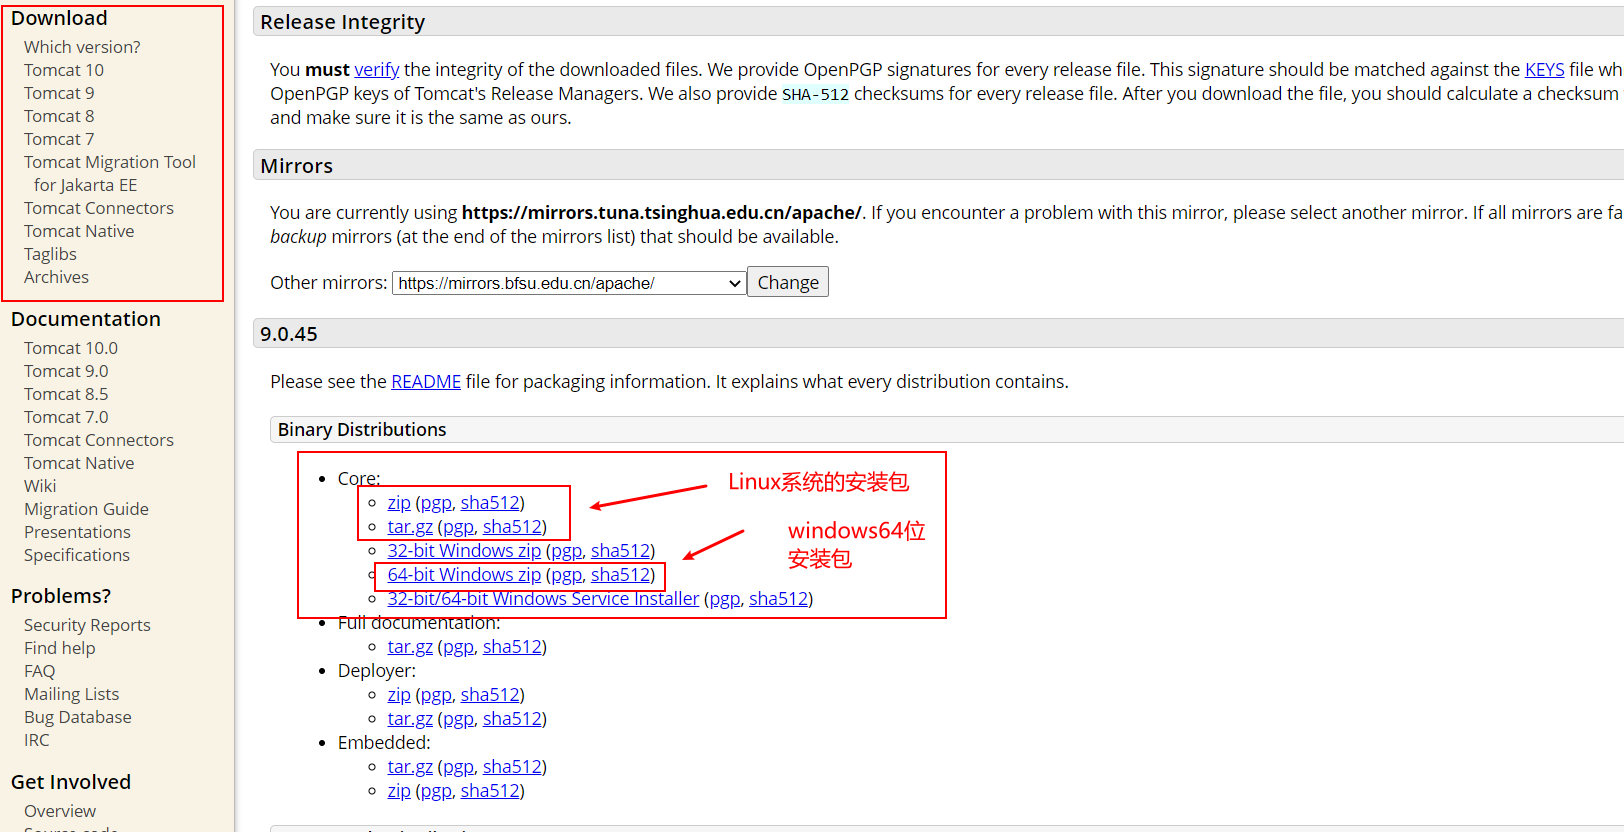 Download
Which version?
Tomcat 10
Tomcat 9
Tomcat 8
Tomcat 7
Tomcat Migration Tool
for Jakarta EE
Tomcat Connectors
Tomcat Native
Taglibs
Archives
Documentation
Tomcat 10.0
Tomcat 9.0
Tomcat 8.5
Tomcat 7.0
Tomcat Connectors
Tomcat Native
Wiki
Migration Guide
Presentations
Specifications
Problems?
Security Reports
Find help
FAQ
Mailing Lists
Bug Database
IRC
Get Involved
Overview
Source code
Release Integrity
You must verify the integrity of the downloaded files. We provide OpenPGP signatures for every release file. This signature should be matched against the KEYS file wh
OpenPGP keys of Tomcat's Release Managers. We also provide SHA-512 checksums for every release file. After you download the file, you should calculate a checksum
and make sure it is the same as ours.
Mirrors
You are currently using https://mirrors.tuna.tsinghua.edu.cn/apache/. If you encounter a problem with this mirror, please select another mirror. If all mirrors are fa
backup mirrors (at the end of the mirrors list) that should be available.
Other mirrors: https://mirrors.bfsu.edu.cn/apache/ Change
9.0.45
Please see the README file for packaging information. It explains what every distribution contains.
Binary Distributions
Core:
zip (pgp, sha512)
tar.gz (pgp, sha512)
32-bit Windows zip (pgp, sha512)
64-bit Windows zip (pgp, sha512)
32-bit/64-bit Windows Service Installer (pgp, sha512)
Linux系统的安装包
windows64位
安装包
Full documentation:
tar.gz (pgp, sha512)
Deployer:
zip (pgp, sha512)
tar.gz (pgp, sha512)
Embedded:
tar.gz (pgp, sha512)
zip (pgp, sha512)